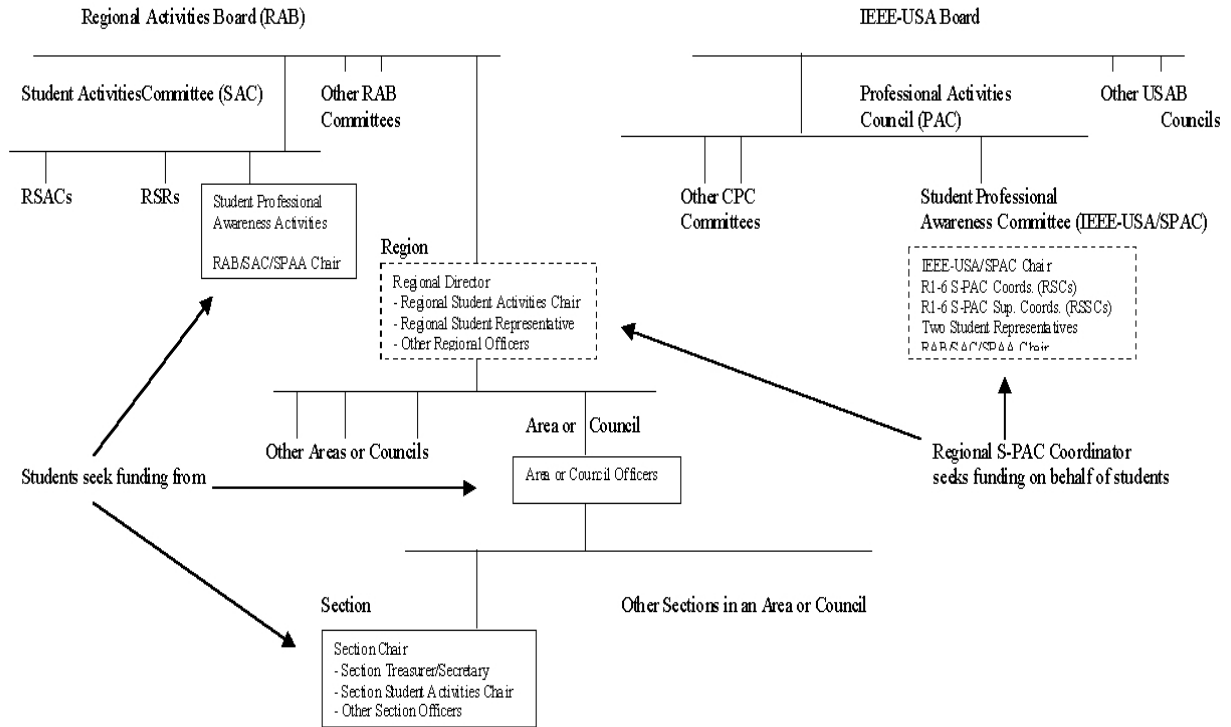 Regional Activities Board (RAB)
IEEE-USA Board
Student ActivitiesCommittee (SAC)
Other RAB
Committees
Professional Activities
Council (PAC)
Other USAB
Councils
RSACs
RSRs
Student Professional
Awareness Activities
RAB/SAC/SPAA Chair
Other CPC
Committees
Student Professional
Awareness Committee (IEEE-USA/SPAC)
Region
Regional Director
- Regional Student Activities Chair
- Regional Student Representative
- Other Regional Officers
IEEE-USA/SPAC Chair
R1-6 S-PAC Coords. (RSCs)
R1-6 S-PAC Sup. Coords. (RSSCs)
Two Student Representatives
RAB/SAC/SPAA Chair
Other Areas or Councils
Area or Council
Students seek funding from
Area or Council Officers
Regional S-PAC Coordinator
seeks funding on behalf of students
Section
Other Sections in an Area or Council
Section Chair
- Section Treasurer/Secretary
- Section Student Activities Chair
- Other Section Officers